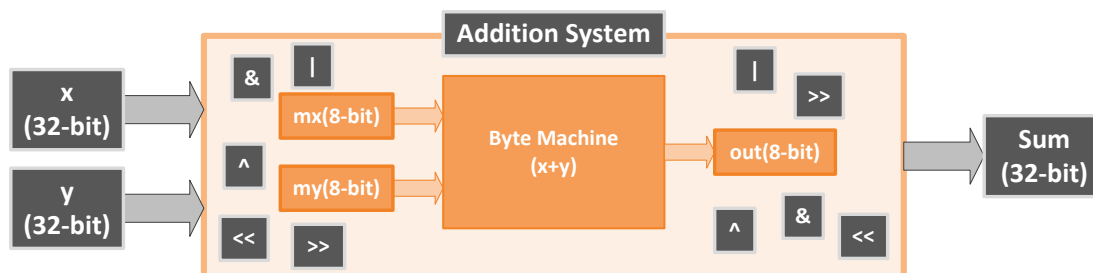 Addition System
x
(32-bit)
y
(32-bit)
&
|
mx(8-bit)
^
my(8-bit)
<<
>>
Byte Machine
(x+y)
|
>>
out(8-bit)
^
&
<<
Sum
(32-bit)